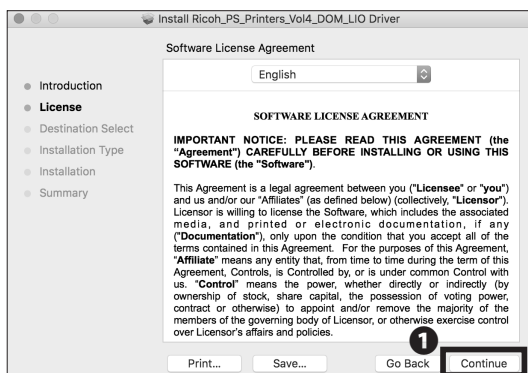 Install Ricoh_PS_Printers_Vol4_DOM_LIO Driver
Software License Agreement
Introduction
License
Destination Select
Installation Type
Installation
Summary
English
SOFTWARE LICENSE AGREEMENT
IMPORTANT NOTICE: PLEASE READ THIS AGREEMENT (the
“Agreement") CAREFULLY BEFORE INSTALLING OR USING THIS
SOFTWARE (the "Software").
This Agreement is a legal agreement between you ("Licensee" or "you")
and us and/or our “Affiliates” (as defined below) (collectively, "Licensor").
Licensor is willing to license the Software, which includes the associated
media, and printed or electronic documentation, if any
("Documentation"), only upon the condition that you accept all of the
terms contained in this Agreement. For the purposes of this Agreement,
“Affiliate” means any entity that, from time to time during the term of this
Agreement, Controls, is Controlled by, or is under common Control with
us. "Control" means the power, whether directly or indirectly (by
ownership of stock, share capital, the possession of voting power,
contract or otherwise) to appoint and/or remove the majority of the
members of the governing body of Licensor, or otherwise exercise control
over Licensor's affairs and policies.
1
Print...
Save...
Go Back
Continue